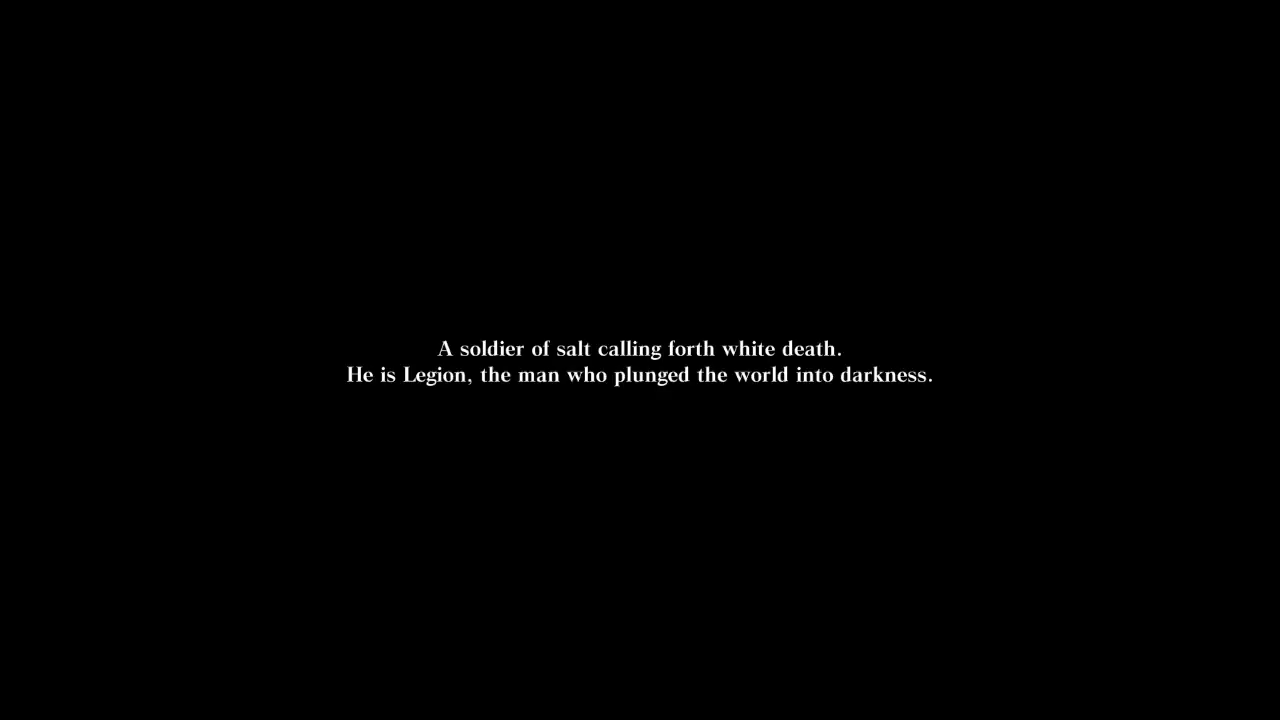 A soldier of salt calling forth white death.
He is Legion, the man who plunged the world into darkness.